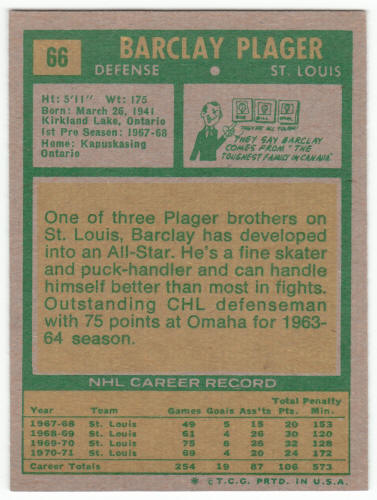 66
BARCLAY PLAGER
DEFENSE • ST. LOUIS
Ht: 5'11" Wt: 175
Born: March 26, 1941
Kirkland Lake, Ontario
1st Pro Season: 1967-68
Home: Kapuskasing
Ontario
BOB BILL BARC
"THEY'RE ALL TOUGH!"
THEY SAY BARCLAY
COMES FROM "THE
TOUGHEST FAMILY IN CANADA"
One of three Plager brothers on
St. Louis, Barclay has developed
into an All-Star. He's a fine skater
and puck-handler and can handle
himself better than most in fights.
Outstanding CHL defenseman
with 75 points at Omaha for 1963-
64 season.
NHL CAREER RECORD
Total Penalty
Year Team Games Goals Ass'ts Pts. Min.
1967-68 St. Louis 49 5 15 20 153
1968-69 St. Louis 61 4 26 30 120
1969-70 St. Louis 75 6 26 32 128
1970-71 St. Louis 69 4 20 24 172
Career Totals 254 19 87 106 573
* © T.C.G. PRTD. IN U.S.A.